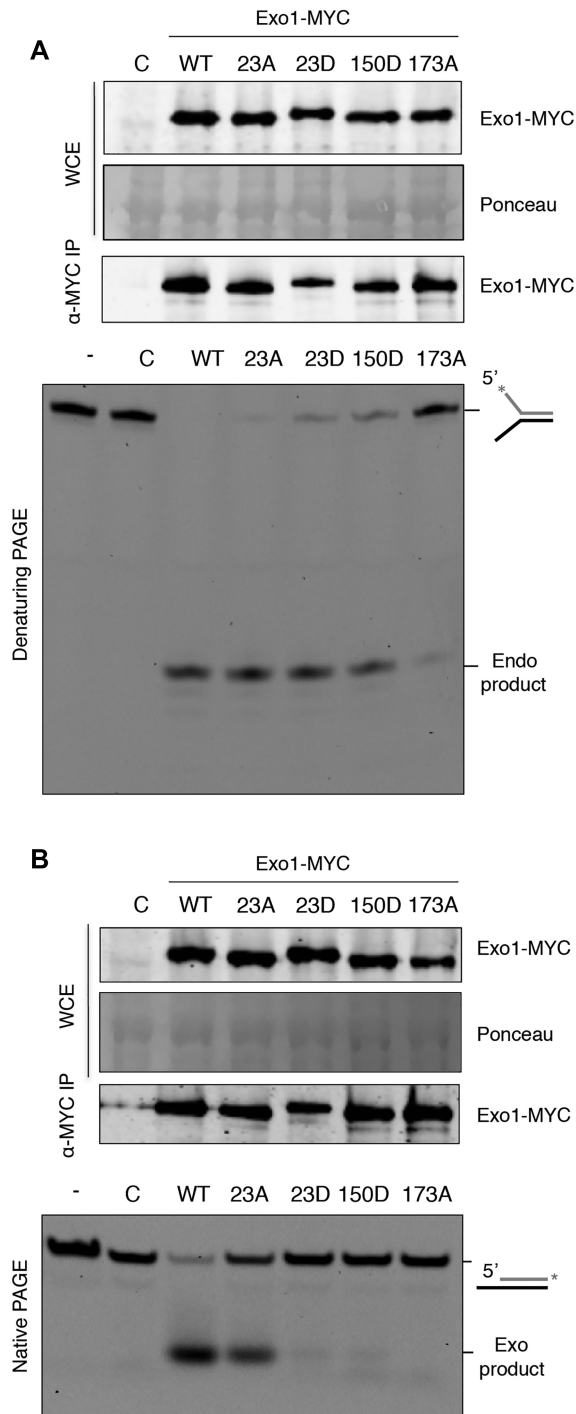 Exo1-MYC
A
C WT 23A 23D 150D 173A
WCE
Exo1-MYC
Ponceau
α-MYC IP
Exo1-MYC
- C WT 23A 23D 150D 173A
5’
*
Denaturing PAGE
Endo
product
B
Exo1-MYC
C WT 23A 23D 150D 173A
WCE
Exo1-MYC
Ponceau
α-MYC IP
Exo1-MYC
- C WT 23A 23D 150D 173A
5’ *
Native PAGE
Exo
product